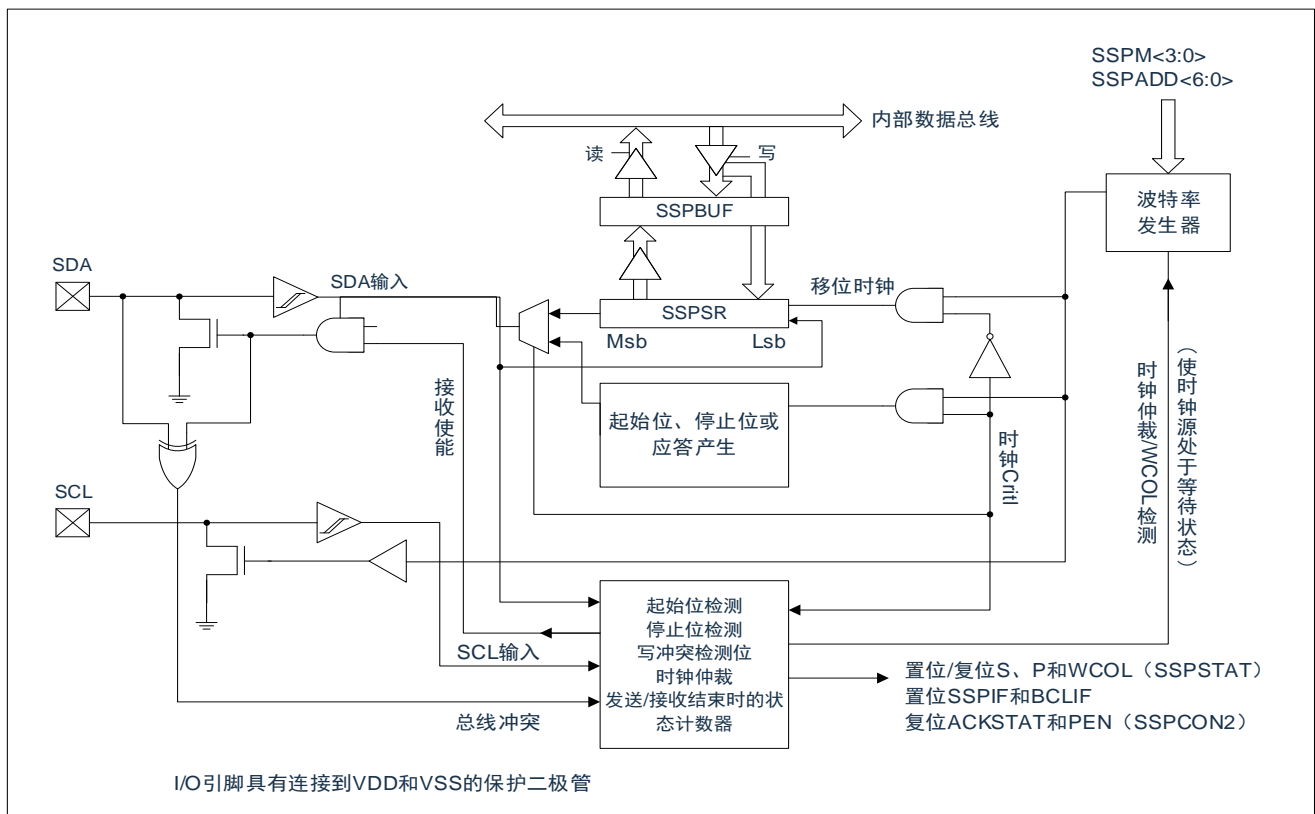 SSPM<3:0>
SSPADD<6:0>
内部数据总线
读
写
波特率
发生器
SSPBUF
SDA
SDA输入
移位时钟
SSPSR
Msb
Lsb
接收使能
起始位、停止位或
应答产生
时钟Critl
时钟仲裁/WCOL检测
（使时钟源处于等待状态）
SCL
起始位检测
停止位检测
写冲突检测位
时钟仲裁
发送/接收结束时的状
态计数器
SCL输入
总线冲突
置位/复位S、P和WCOL（SSPSTAT）
置位SSPIF和BCLIF
复位ACKSTAT和PEN（SSPCON2）
I/O引脚具有连接到VDD和VSS的保护二极管